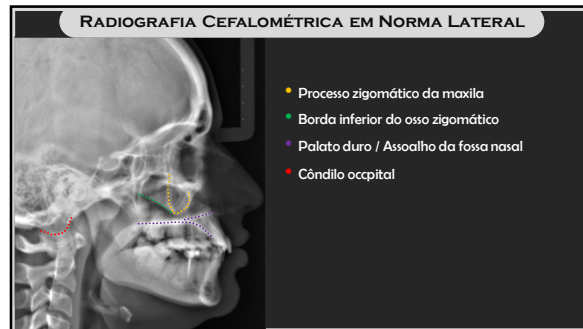 Radiografia Cefalométrica em Norma Lateral
• Processo zigomático da maxila
• Borda inferior do osso zigomático
• Palato duro / Assoalho da fossa nasal
• Côndilo occpital